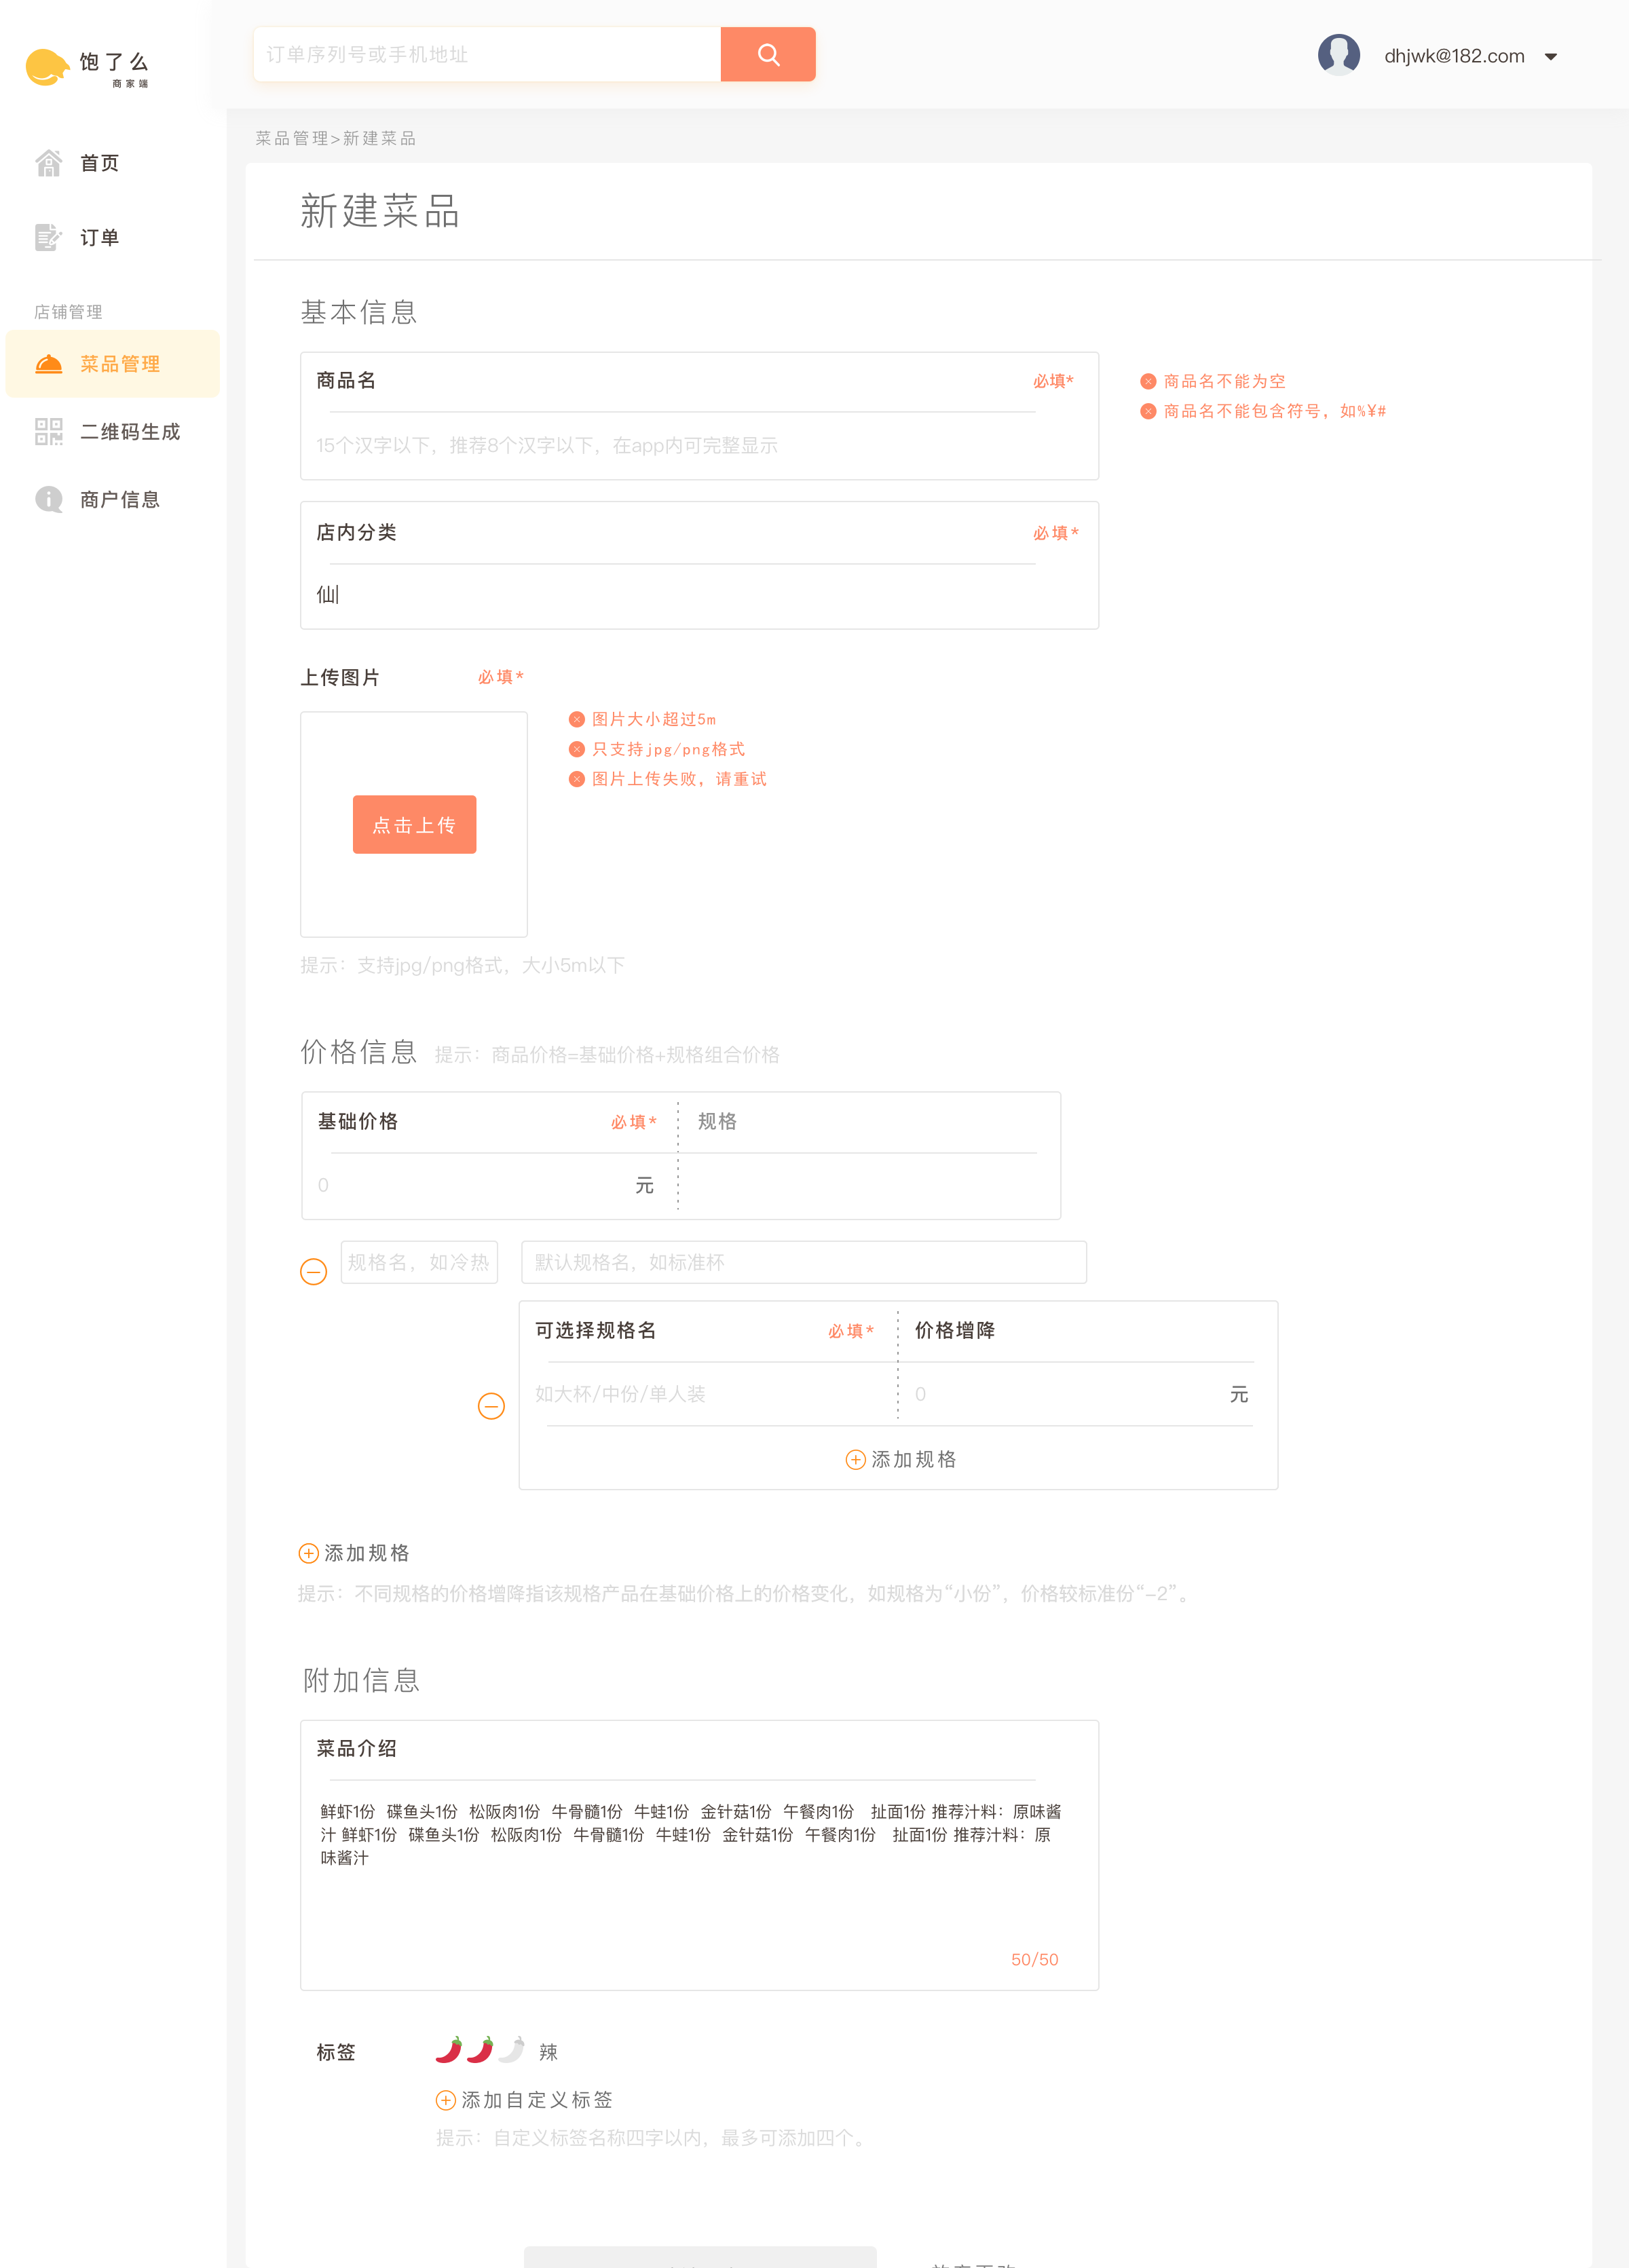 饱了么
商家端
订单序列号或手机地址
dhjwk@182.com
首页
订单
店铺管理
菜品管理
二维码生成
商户信息
菜品管理>新建菜品
新建菜品
基本信息
商品名 必填*
15个汉字以下，推荐8个汉字以下，在app内可完整显示
商品名不能为空
商品名不能包含符号，如%¥#
店内分类 必填*
仙
上传图片 必填*
点击上传
图片大小超过5m
只支持jpg/png格式
图片上传失败，请重试
提示：支持jpg/png格式，大小5m以下
价格信息 提示：商品价格=基础价格+规格组合价格
基础价格 必填* 规格
0 元
规格名，如冷热 默认规格名，如标准杯
可选择规格名 必填* 价格增降
如大杯/中份/单人装 0 元
添加规格
添加规格
提示：不同规格的价格增降指该规格产品在基础价格上的价格变化，如规格为“小份”，价格较标准份“-2”。
附加信息
菜品介绍
鲜虾1份 碟鱼头1份 松阪肉1份 牛骨髓1份 牛蛙1份 金针菇1份 午餐肉1份 扯面1份 推荐汁料：原味酱
汁 鲜虾1份 碟鱼头1份 松阪肉1份 牛骨髓1份 牛蛙1份 金针菇1份 午餐肉1份 扯面1份 推荐汁料：原
味酱汁
50/50
标签 辣
添加自定义标签
提示：自定义标签名称四字以内，最多可添加四个。